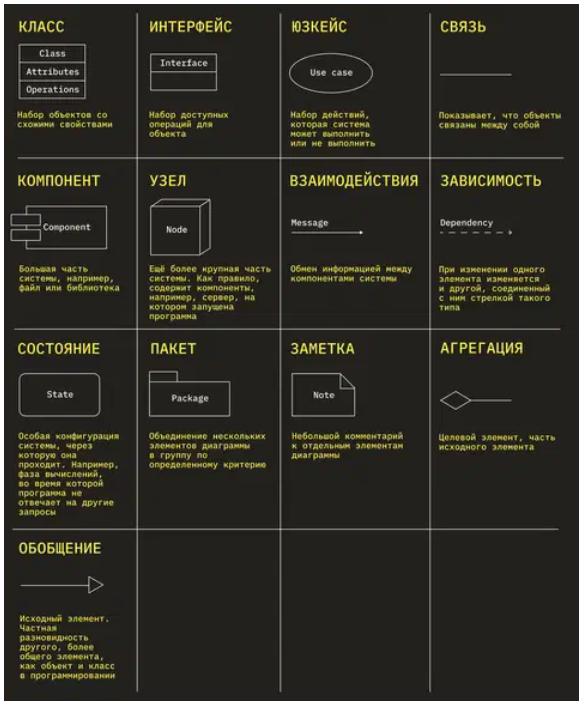 КЛАСС
Class
Attributes
Operations
Набор объектов со
схожими свойствами
ИНТЕРФЕЙС
Interface
Набор доступных
операций для
объекта
ЮЗКЕЙС
Use case
Набор действий,
которая система
может выполнить
или не выполнить
СВЯЗЬ
Показывает, что объекты
связаны между собой
КОМПОНЕНТ
Component
Большая часть
системы, например,
файл или библиотека
УЗЕЛ
Node
Ещё более крупная часть
системы. Как правило,
содержит компоненты,
например, сервер, на
котором запущена
программа
ВЗАИМОДЕЙСТВИЯ
Message
Обмен информацией между
компонентами системы
ЗАВИСИМОСТЬ
Dependency
При изменении одного
элемента изменяется
и другой, соединенный
с ним стрелкой такого
типа
СОСТОЯНИЕ
State
Особая конфигурация
системы, через
которую она
проходит. Например,
фаза вычислений,
во время которой
программа не
отвечает на другие
запросы
ПАКЕТ
Package
Объединение нескольких
элементов диаграммы
в группу по
определенному критерию
ЗАМЕТКА
Note
Небольшой комментарий
к отдельным элементам
диаграммы
АГРЕГАЦИЯ
Целевой элемент, часть
исходного элемента
ОБОБЩЕНИЕ
Исходный элемент.
Частная
разновидность
другого, более
общего элемента,
как объект и класс
в программировании